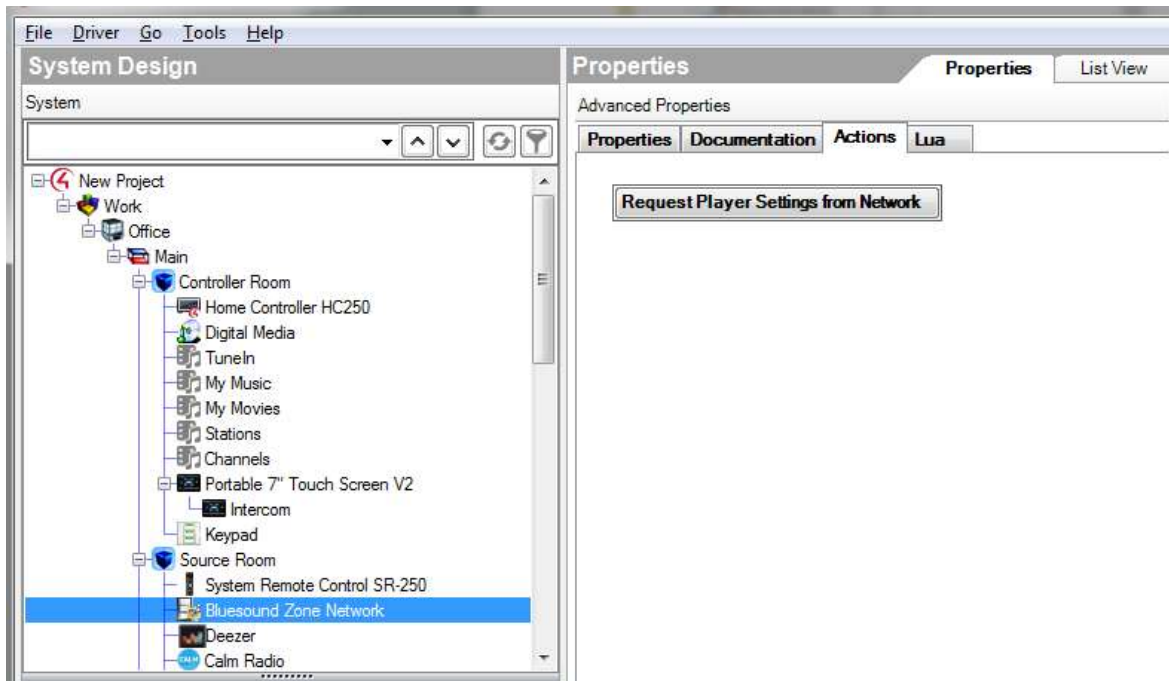 File Driver Go Tools Help
System Design
System
New Project
Work
Office
Main
Controller Room
Home Controller HC250
Digital Media
TuneIn
My Music
My Movies
Stations
Channels
Portable 7" Touch Screen V2
Intercom
Keypad
Source Room
System Remote Control SR-250
Bluesound Zone Network
Deezer
CALM Calm Radio
Properties Properties List View
Advanced Properties
Properties Documentation Actions Lua
Request Player Settings from Network